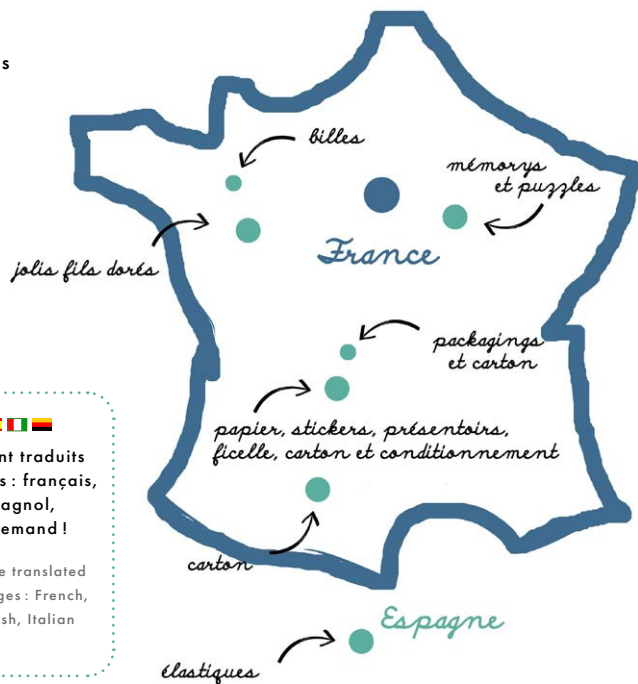 s
billes
mémorys
et puzzles
France
jolis fils dorés
packagings
et carton
papier, stickers, présentoirs,
ficelle, carton et conditionnement
carton
Espagne
élastiques
nt traduits
s : français,
agnol,
emand !
e translated
ges : French,
sh, Italian